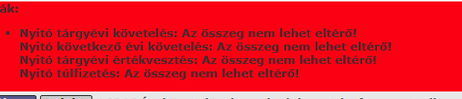 ák:
• Nyitó tárgyévi követelés: Az összeg nem lehet eltérő!
Nyitó következő évi követelés: Az összeg nem lehet eltérő!
Nyitó tárgyévi értékvesztés: Az összeg nem lehet eltérő!
Nyitó túlfizetés: Az összeg nem lehet eltérő!